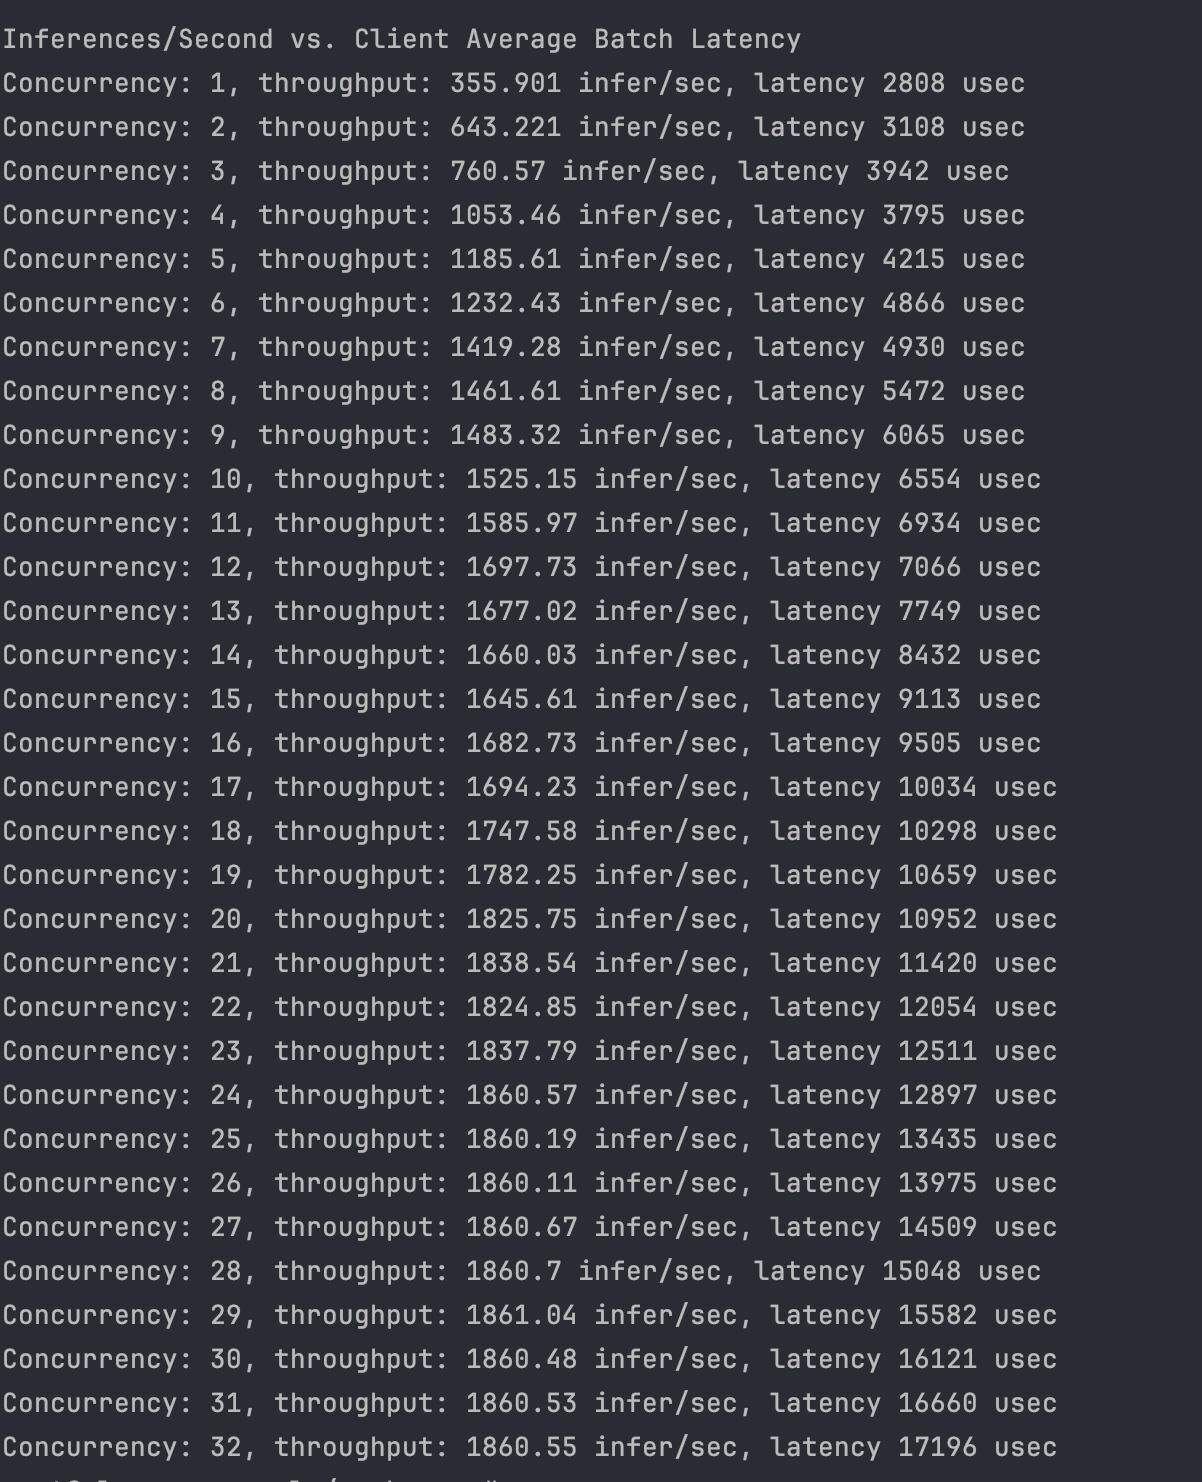 Inferences/Second vs. Client Average Batch Latency
Concurrency: 1, throughput: 355.901 infer/sec, latency 2808 usec
Concurrency: 2, throughput: 643.221 infer/sec, latency 3108 usec
Concurrency: 3, throughput: 760.57 infer/sec, latency 3942 usec
Concurrency: 4, throughput: 1053.46 infer/sec, latency 3795 usec
Concurrency: 5, throughput: 1185.61 infer/sec, latency 4215 usec
Concurrency: 6, throughput: 1232.43 infer/sec, latency 4866 usec
Concurrency: 7, throughput: 1419.28 infer/sec, latency 4930 usec
Concurrency: 8, throughput: 1461.61 infer/sec, latency 5472 usec
Concurrency: 9, throughput: 1483.32 infer/sec, latency 6065 usec
Concurrency: 10, throughput: 1525.15 infer/sec, latency 6554 usec
Concurrency: 11, throughput: 1585.97 infer/sec, latency 6934 usec
Concurrency: 12, throughput: 1697.73 infer/sec, latency 7066 usec
Concurrency: 13, throughput: 1677.02 infer/sec, latency 7749 usec
Concurrency: 14, throughput: 1660.03 infer/sec, latency 8432 usec
Concurrency: 15, throughput: 1645.61 infer/sec, latency 9113 usec
Concurrency: 16, throughput: 1682.73 infer/sec, latency 9505 usec
Concurrency: 17, throughput: 1694.23 infer/sec, latency 10034 usec
Concurrency: 18, throughput: 1747.58 infer/sec, latency 10298 usec
Concurrency: 19, throughput: 1782.25 infer/sec, latency 10659 usec
Concurrency: 20, throughput: 1825.75 infer/sec, latency 10952 usec
Concurrency: 21, throughput: 1838.54 infer/sec, latency 11420 usec
Concurrency: 22, throughput: 1824.85 infer/sec, latency 12054 usec
Concurrency: 23, throughput: 1837.79 infer/sec, latency 12511 usec
Concurrency: 24, throughput: 1860.57 infer/sec, latency 12897 usec
Concurrency: 25, throughput: 1860.19 infer/sec, latency 13435 usec
Concurrency: 26, throughput: 1860.11 infer/sec, latency 13975 usec
Concurrency: 27, throughput: 1860.67 infer/sec, latency 14509 usec
Concurrency: 28, throughput: 1860.7 infer/sec, latency 15048 usec
Concurrency: 29, throughput: 1861.04 infer/sec, latency 15582 usec
Concurrency: 30, throughput: 1860.48 infer/sec, latency 16121 usec
Concurrency: 31, throughput: 1860.53 infer/sec, latency 16660 usec
Concurrency: 32, throughput: 1860.55 infer/sec, latency 17196 usec